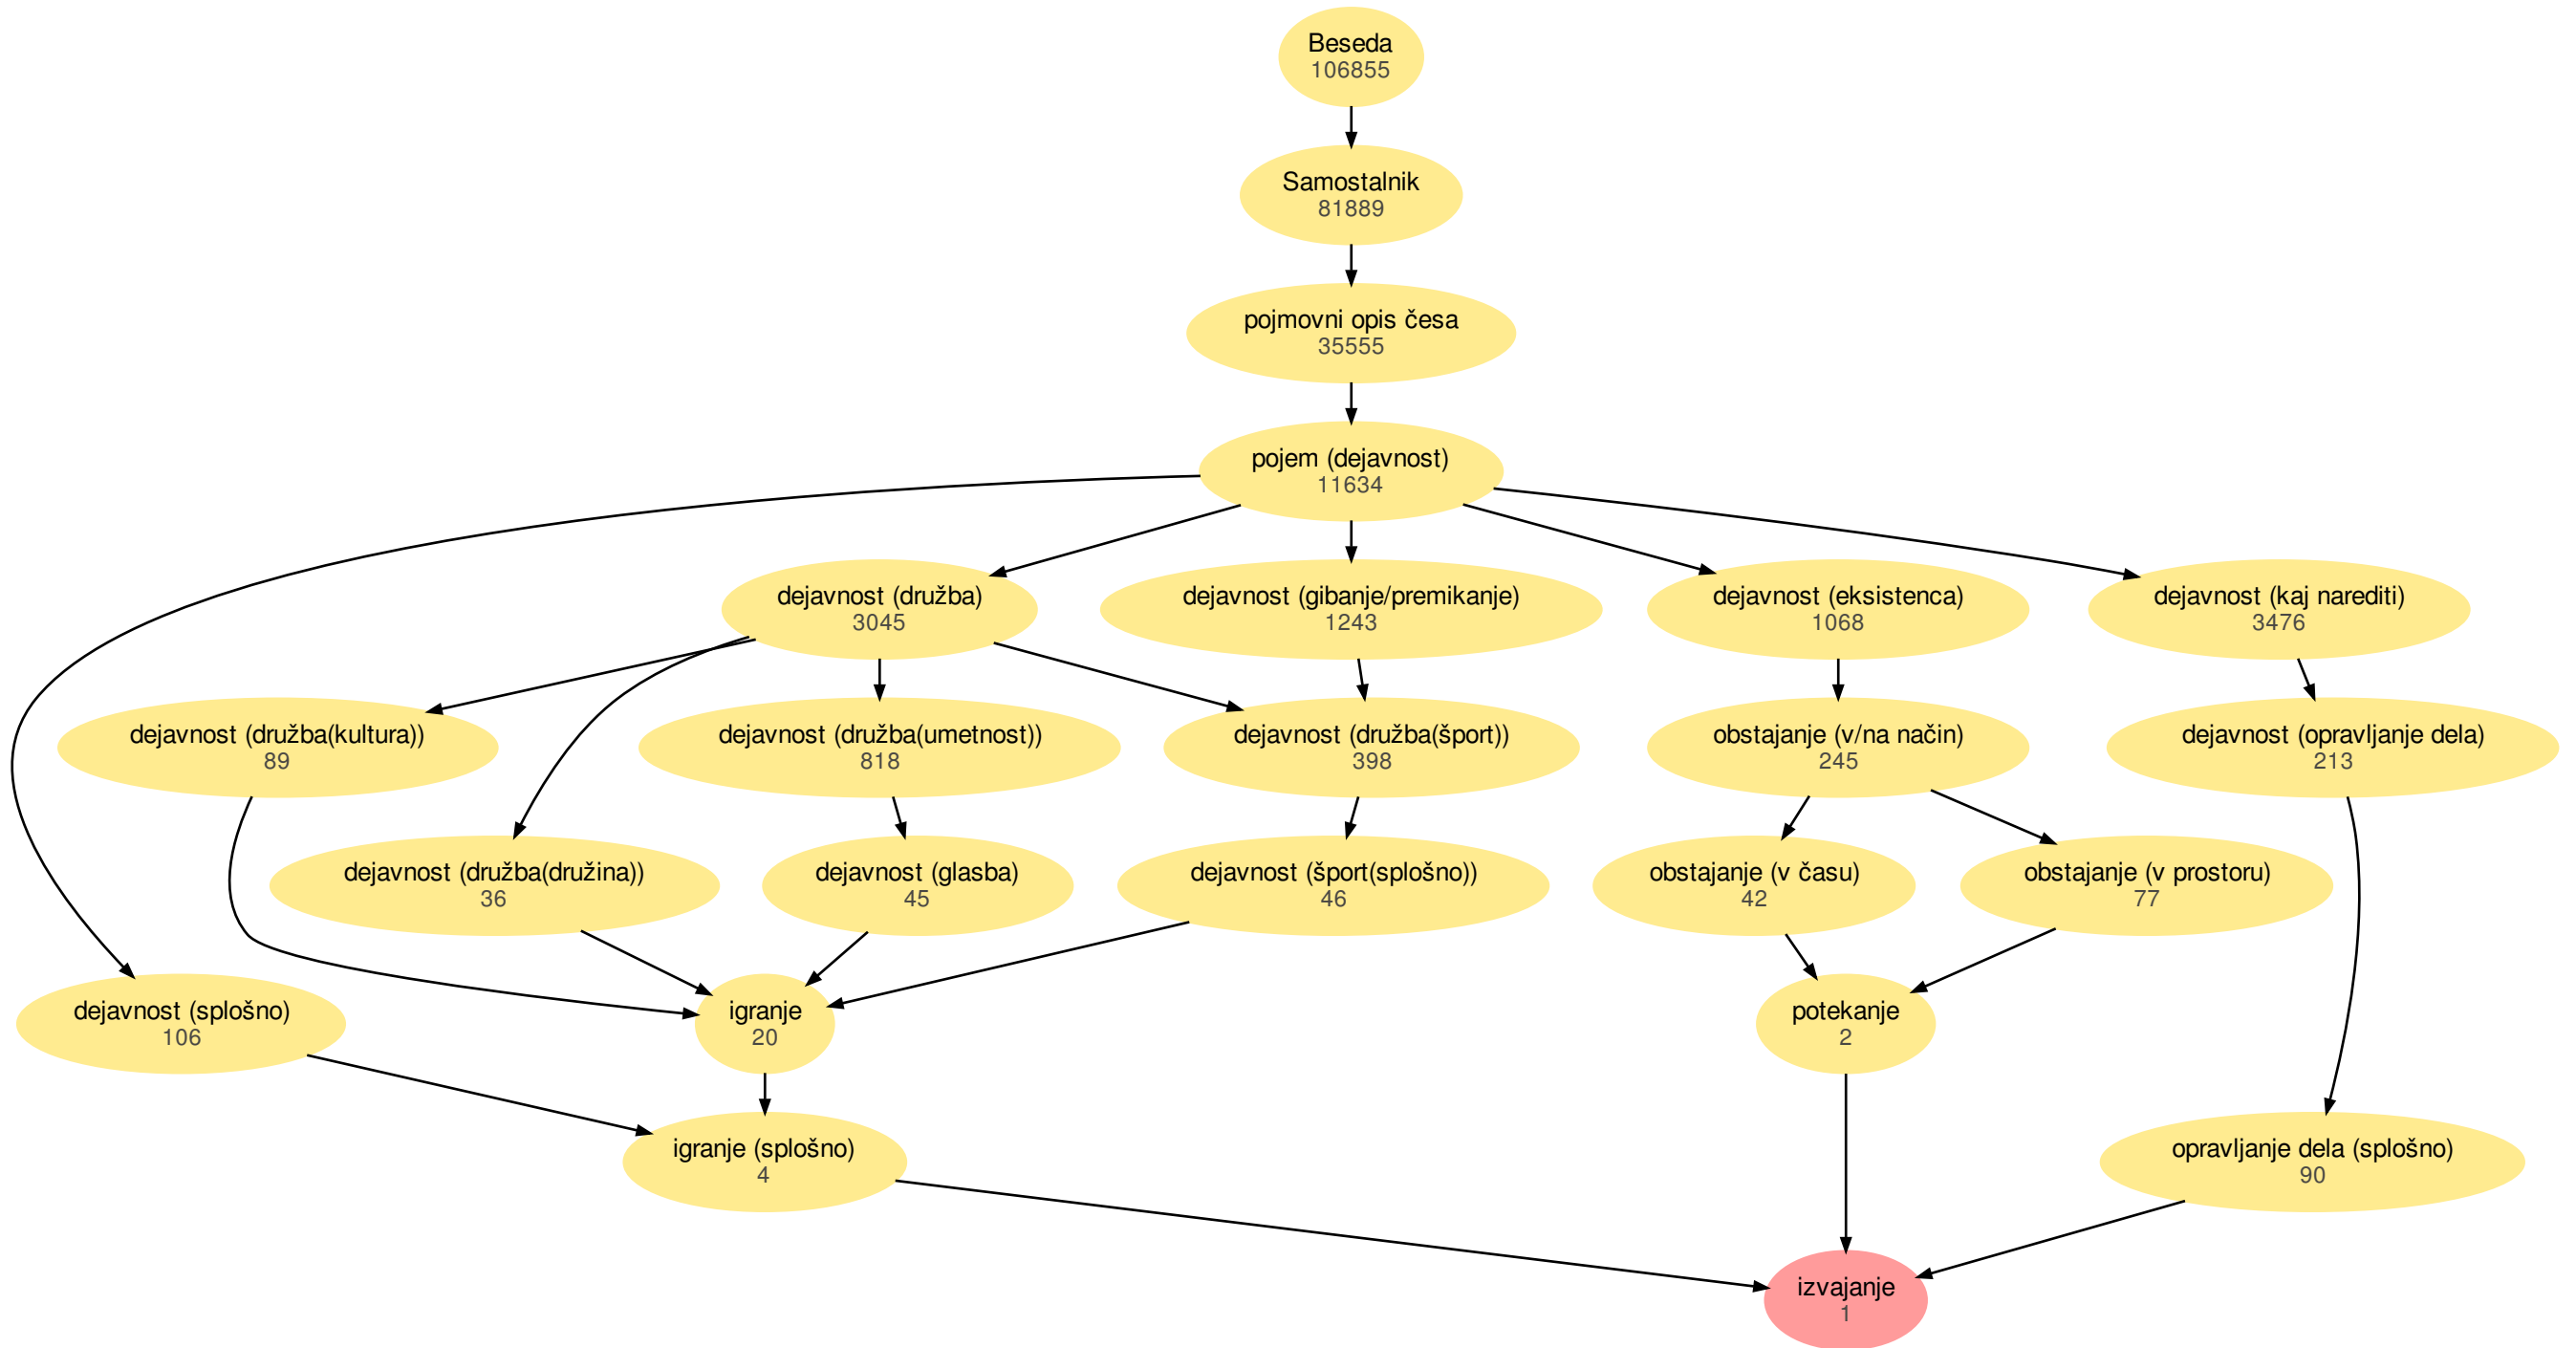 Beseda
106855
Samostalnik
81889
pojmovni opis česa
35555
pojem (dejavnost)
11634
dejavnost (družba)
3045
dejavnost (gibanje/premikanje)
1243
dejavnost (eksistenca)
1068
dejavnost (kaj narediti)
3476
dejavnost (družba(kultura))
89
dejavnost (družba(umetnost))
818
dejavnost (družba(šport))
398
obstajanje (v/na način)
245
dejavnost (opravljanje dela)
213
dejavnost (družba(družina))
36
dejavnost (glasba)
45
dejavnost (šport(splošno))
46
obstajanje (v času)
42
obstajanje (v prostoru)
77
dejavnost (splošno)
106
igranje
20
potekanje
2
igranje (splošno)
4
opravljanje dela (splošno)
90
izvajanje
1